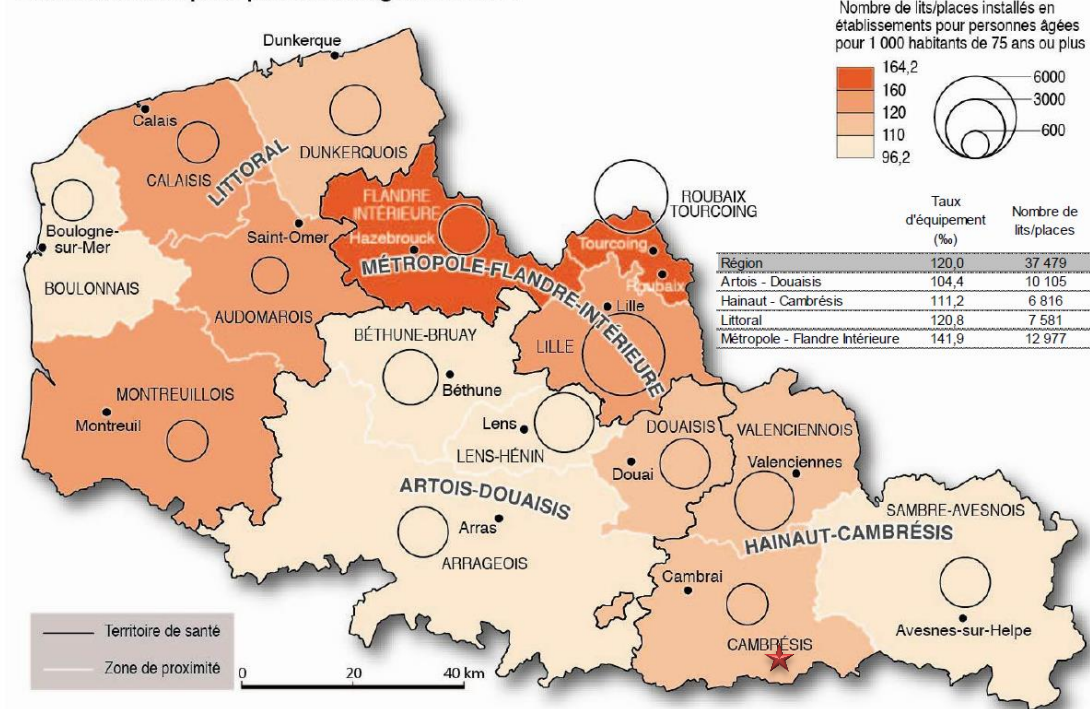 Nombre de lits/places installés en
établissements pour personnes âgées
pour 1 000 habitants de 75 ans ou plus
164,2
160
120
110
96,2
6000
3000
600
Dunkerque
Calais
DUNKERQUOIS
CALAISIS
LITTORAL
FLANDRE
INTÉRIEURE
Hazebrouck
ROUBAIX
TOURCOING
Tourcoing
Roubaix
Boulogne-
sur-Mer
BOULONNAIS
Saint-Omer
AUDOMAROIS
MÉTROPOLE-FLANDRE-INTÉRIEURE
Lille
LILLE
Taux
d'équipement
(‰)
Nombre de
lits/places
Région 120,0 37 479
Artois - Douaisis 104,4 10 105
Hainaut - Cambrésis 111,2 6 816
Littoral 120,8 7 581
Métropole - Flandre Intérieure 141,9 12 977
BÉTHUNE-BRUAY
Béthune
MONTREUILLOIS
Montreuil
Lens
LENS-HÉNIN
DOUAISIS
Douai
VALENCIENNOIS
Valenciennes
ARTOIS-DOUAISIS
Arras
ARRAGEOIS
SAMBRE-AVESNOIS
HAINAUT-CAMBRÉSIS
Cambrai
CAMBRÉSIS
Avesnes-sur-Helpe
Territoire de santé
Zone de proximité
0 20 40 km